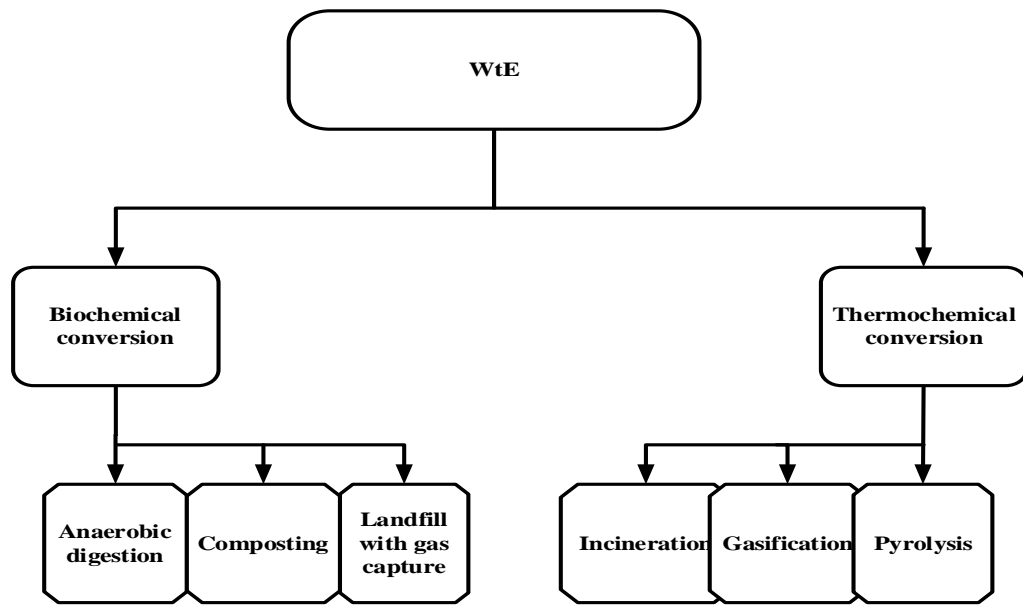 WtE
Biochemical
conversion
Thermochemical
conversion
Anaerobic
digestion
Composting
Landfill
with gas
capture
Incineration
Gasification
Pyrolysis